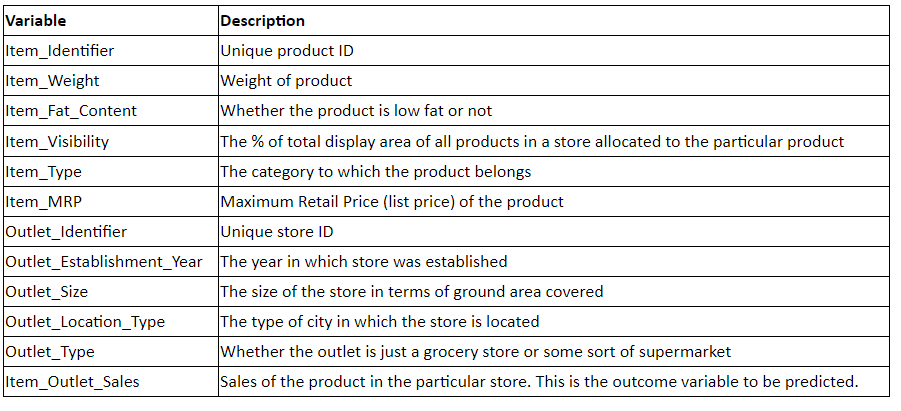 Variable Description
Item_Identifier Unique product ID
Item_Weight Weight of product
Item_Fat_Content Whether the product is low fat or not
Item_Visibility The % of total display area of all products in a store allocated to the particular product
Item_Type The category to which the product belongs
Item_MRP Maximum Retail Price (list price) of the product
Outlet_Identifier Unique store ID
Outlet_Establishment_Year The year in which store was established
Outlet_Size The size of the store in terms of ground area covered
Outlet_Location_Type The type of city in which the store is located
Outlet_Type Whether the outlet is just a grocery store or some sort of supermarket
Item_Outlet_Sales Sales of the product in the particular store. This is the outcome variable to be predicted.